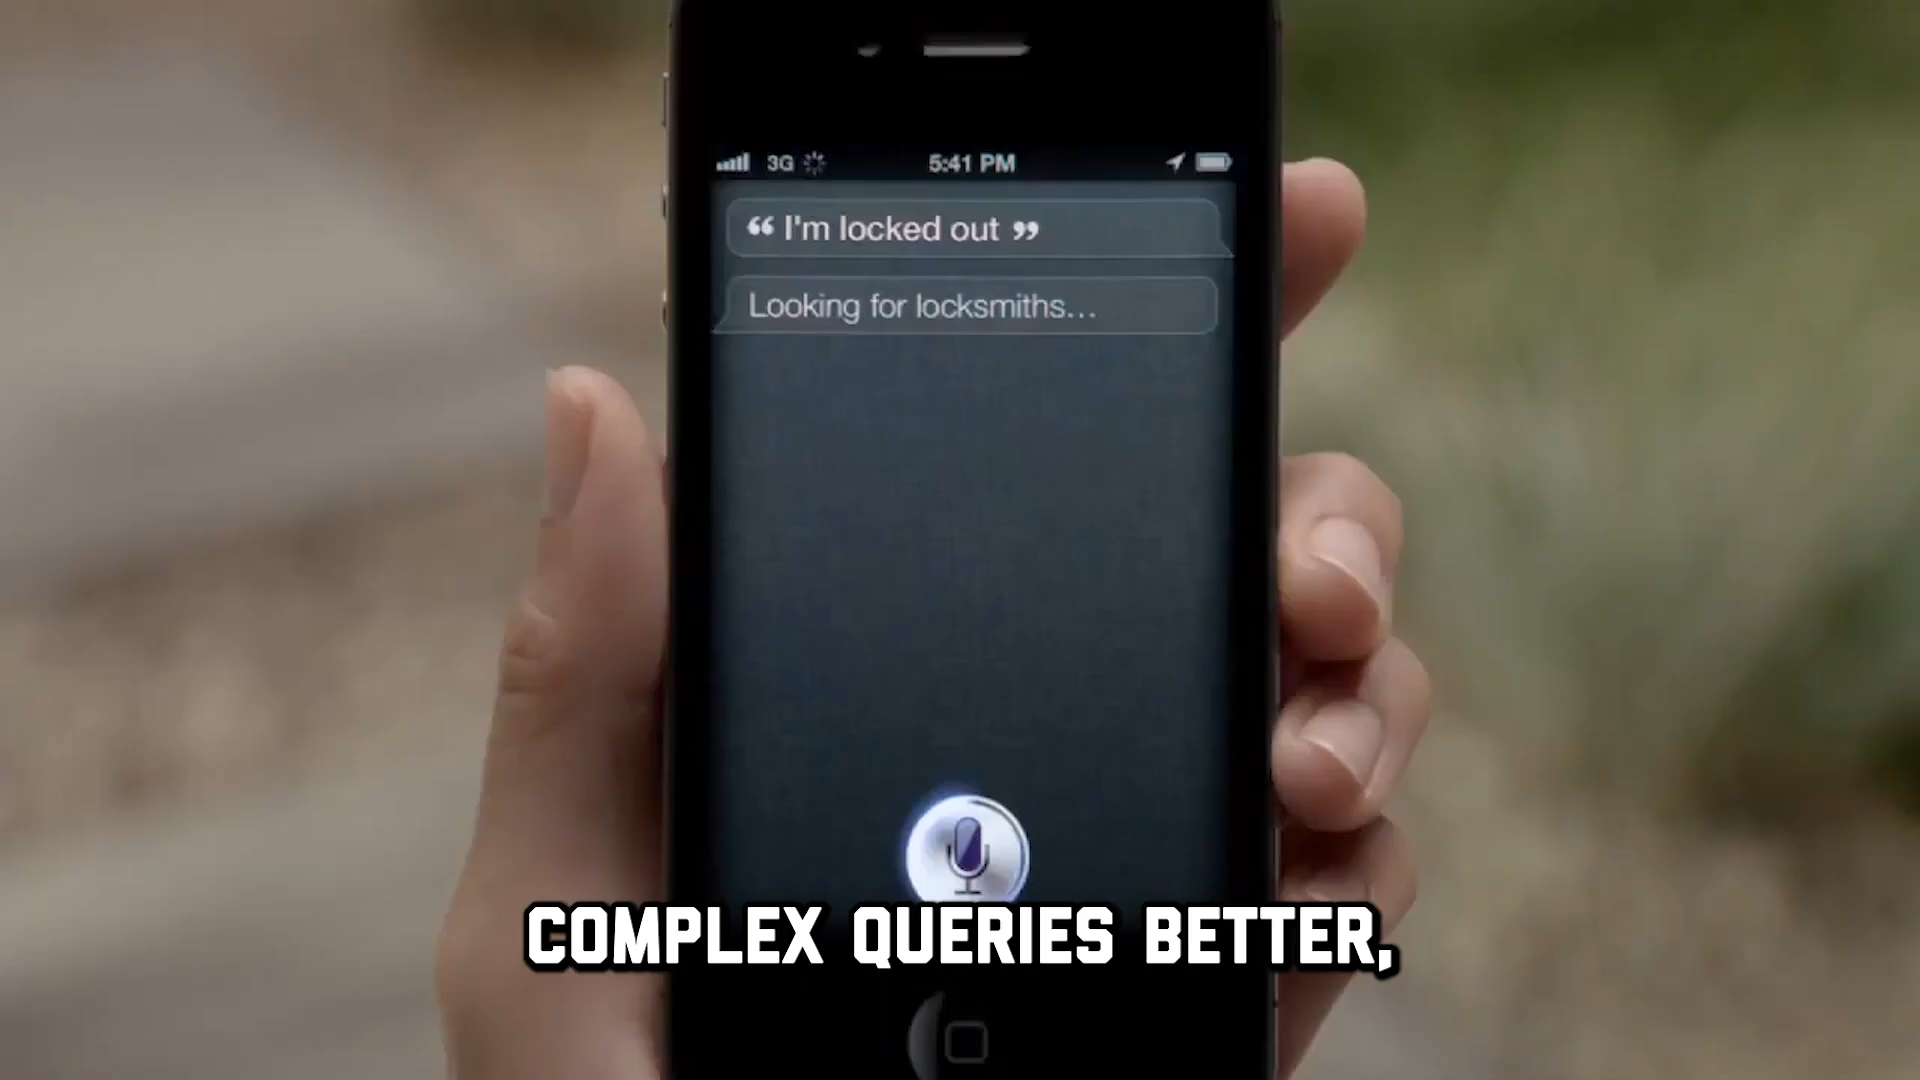 3G 5:41 PM
“ I'm locked out ”
Looking for locksmiths...
COMPLEX QUERIES BETTER,